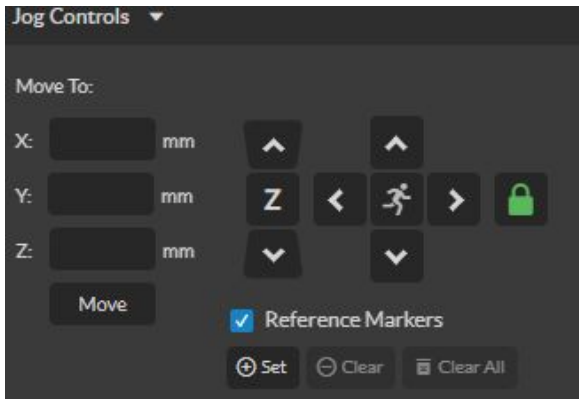 Jog Controls
Move To:
X: mm
Y: mm Z
Z: mm
Move
Reference Markers
Set Clear Clear All